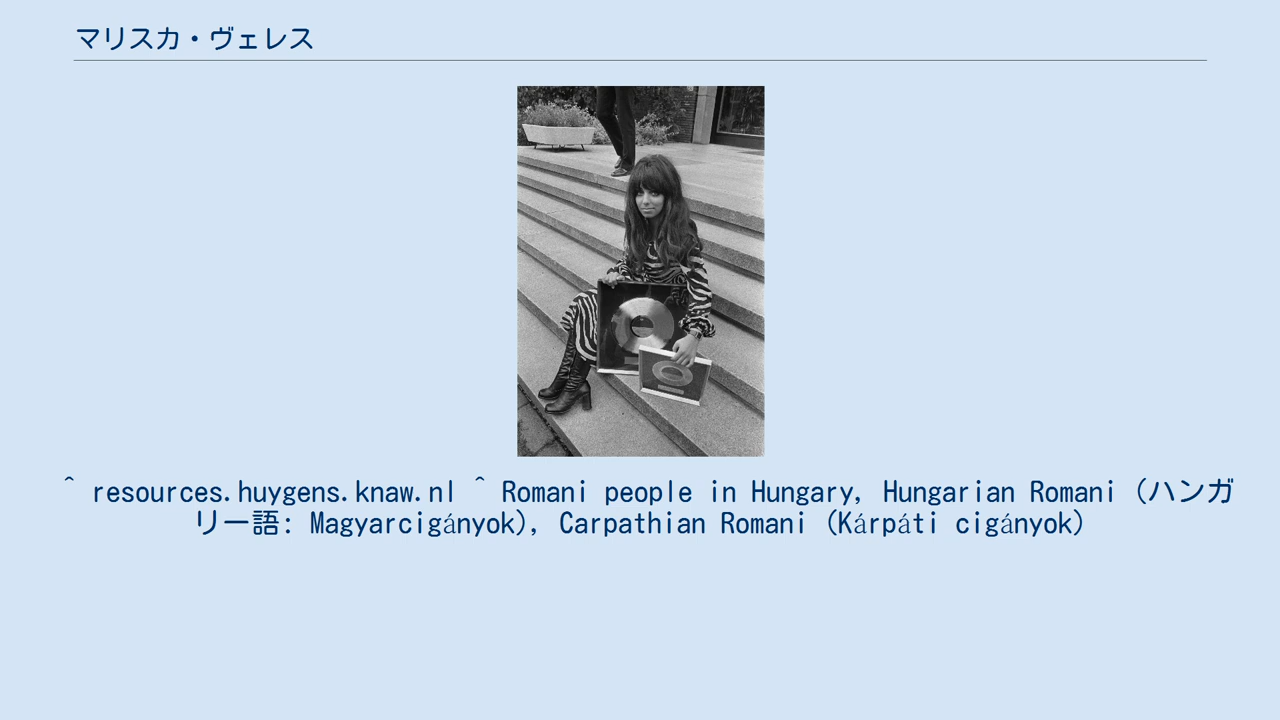 マリスカ・ヴェレス
^ resources.huygens.knaw.nl ^ Romani people in Hungary, Hungarian Romani (ハンガ
リー語: Magyarcigányok), Carpathian Romani (Kárpáti cigányok)